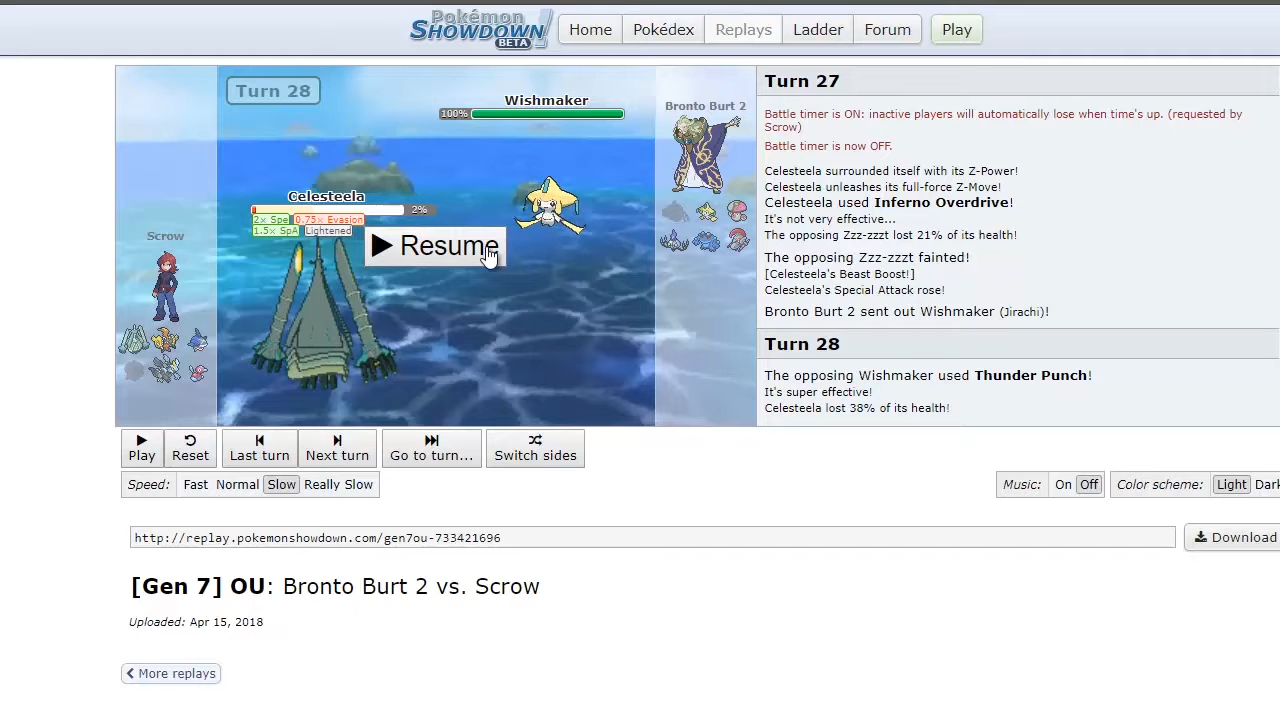 Pokémon
SHOWDOWN!
BETA
Home
Pokédex
Replays
Ladder
Forum
Play
Turn 28
Wishmaker
100%
Bronto Burt 2
Celesteela
2%
2× Spe 0.75× Evasion
1.5× SpA Lightened
Scrow
Resume
Turn 27
Battle timer is ON: inactive players will automatically lose when time's up. (requested by
Scrow)
Battle timer is now OFF.
Celesteela surrounded itself with its Z-Power!
Celesteela unleashes its full-force Z-Move!
Celesteela used Inferno Overdrive!
It's not very effective...
The opposing Zzz-zzzt lost 21% of its health!
The opposing Zzz-zzzt fainted!
[Celesteela's Beast Boost!]
Celesteela's Special Attack rose!
Bronto Burt 2 sent out Wishmaker (Jirachi)!
Turn 28
The opposing Wishmaker used Thunder Punch!
It's super effective!
Celesteela lost 38% of its health!
Play
Reset
Last turn
Next turn
Go to turn...
Switch sides
Speed: Fast Normal Slow Really Slow
Music: On Off
Color scheme: Light Dark
http://replay.pokemonshowdown.com/gen7ou-733421696
Download
[Gen 7] OU: Bronto Burt 2 vs. Scrow
Uploaded: Apr 15, 2018
More replays